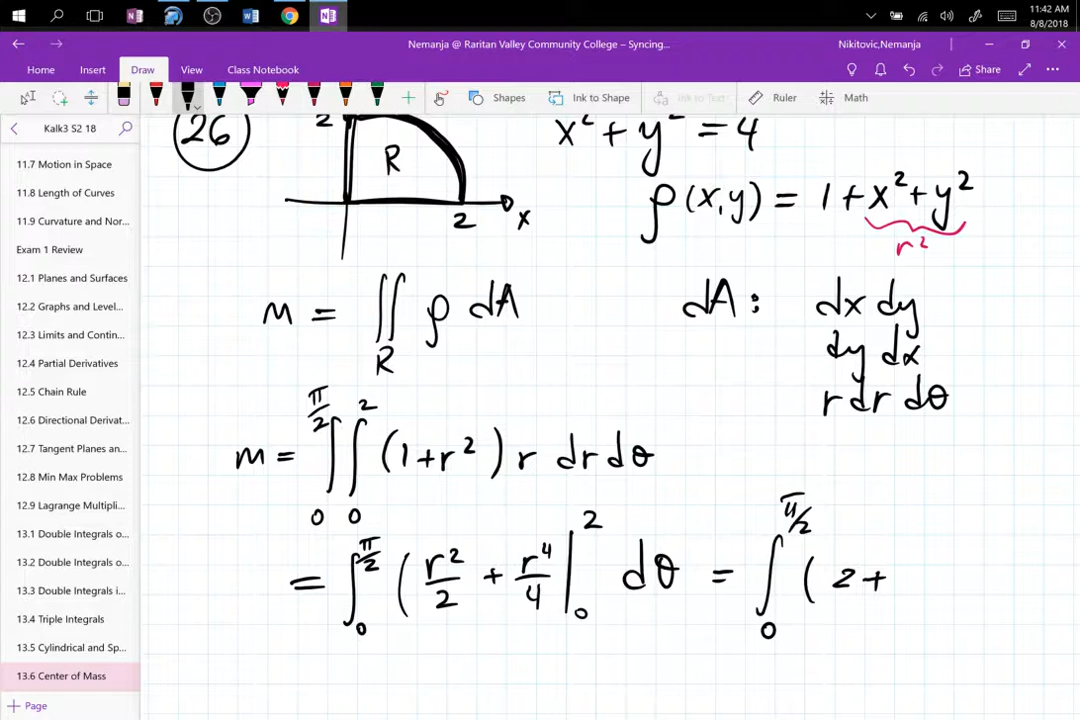 11:42 AM
8/8/2018
Nemanja @ Raritan Valley Community College – Syncing...
Nikitovic,Nemanja
Home Insert Draw View Class Notebook
Share
Shapes Ink to Shape Ink to Text Ruler Math
Kalk3 S2 18
11.7 Motion in Space
11.8 Length of Curves
11.9 Curvature and Nor...
Exam 1 Review
12.1 Planes and Surfaces
12.2 Graphs and Level...
12.3 Limits and Contin...
12.4 Partial Derivatives
12.5 Chain Rule
12.6 Directional Derivat...
12.7 Tangent Planes an...
12.8 Min Max Problems
12.9 Lagrange Multipli...
13.1 Double Integrals o...
13.2 Double Integrals o...
13.3 Double Integrals i...
13.4 Triple Integrals
13.5 Cylindrical and Sp...
13.6 Center of Mass
+ Page
26
2
R
2
x
x² + y² = 4
ρ(x,y) = 1 + x² + y²
r²
m = ∬_R ρ dA
dA : dx dy
dy dx
r dr dθ
m = ∫_0^{π/2} ∫_0^2 (1 + r²) r dr dθ
= ∫_0^{π/2} ( r²/2 + r⁴/4 |_0^2 dθ = ∫_0^{π/2} ( 2 +